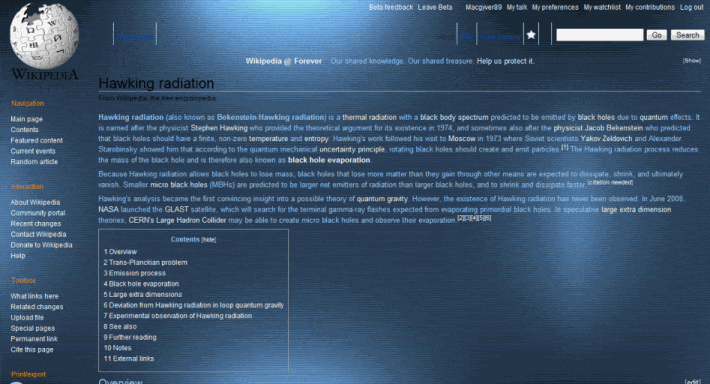 Beta feedback Leave Beta Macgyver89 My talk My preferences My watchlist My contributions Log out
Go Search
WIKIPEDIA
Wikipedia Forever Our shared knowledge. Our shared treasure. Help us protect it. [Show]
Hawking radiation
From Wikipedia, the free encyclopedia
Navigation
Main page
Contents
Featured content
Current events
Random article
Interaction
About Wikipedia
Community portal
Recent changes
Contact Wikipedia
Donate to Wikipedia
Help
Toolbox
What links here
Related changes
Upload file
Special pages
Permanent link
Cite this page
Print/export
Hawking radiation (also known as Bekenstein-Hawking radiation) is a thermal radiation with a black body spectrum predicted to be emitted by black holes due to quantum effects. It
is named after the physicist Stephen Hawking who provided the theoretical argument for its existence in 1974, and sometimes also after the physicist Jacob Bekenstein who predicted
that black holes should have a finite, non-zero temperature and entropy. Hawking's work followed his visit to Moscow in 1973 where Soviet scientists Yakov Zeldovich and Alexander
Starobinsky showed him that according to the quantum mechanical uncertainty principle, rotating black holes should create and emit particles.[1] The Hawking radiation process reduces
the mass of the black hole and is therefore also known as black hole evaporation.
Because Hawking radiation allows black holes to lose mass, black holes that lose more matter than they gain through other means are expected to dissipate, shrink, and ultimately
vanish. Smaller micro black holes (MBHs) are predicted to be larger net emitters of radiation than larger black holes, and to shrink and dissipate faster.[citation needed]
Hawking's analysis became the first convincing insight into a possible theory of quantum gravity. However, the existence of Hawking radiation has never been observed. In June 2008,
NASA launched the GLAST satellite, which will search for the terminal gamma-ray flashes expected from evaporating primordial black holes. In speculative large extra dimension
theories, CERN's Large Hadron Collider may be able to create micro black holes and observe their evaporation.[2][3][4][5][6]
Contents [hide]
1 Overview
2 Trans-Planckian problem
3 Emission process
4 Black hole evaporation
5 Large extra dimensions
6 Deviation from Hawking radiation in loop quantum gravity
7 Experimental observation of Hawking radiation
8 See also
9 Further reading
10 Notes
11 External links
Overview [edit]